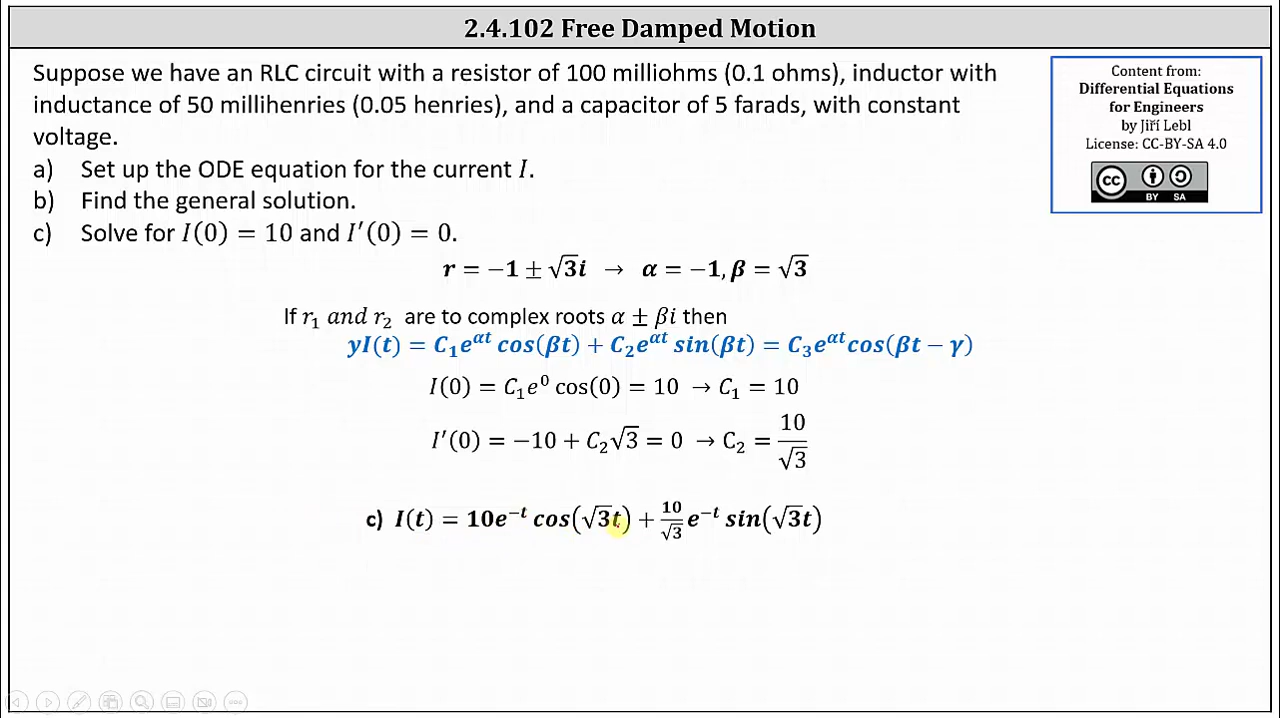 2.4.102 Free Damped Motion
Suppose we have an RLC circuit with a resistor of 100 milliohms (0.1 ohms), inductor with
inductance of 50 millihenries (0.05 henries), and a capacitor of 5 farads, with constant
voltage.
a) Set up the ODE equation for the current I.
b) Find the general solution.
c) Solve for I(0) = 10 and I′(0) = 0.
Content from:
Differential Equations
for Engineers
by Jiří Lebl
License: CC-BY-SA 4.0
cc BY SA
r = −1 ± √3i → α = −1, β = √3
If r₁ and r₂ are to complex roots α ± βi then
yI(t) = C₁e^{αt} cos(βt) + C₂e^{αt} sin(βt) = C₃e^{αt}cos(βt − γ)
I(0) = C₁e⁰ cos(0) = 10 → C₁ = 10
I′(0) = −10 + C₂√3 = 0 → C₂ = 10/√3
c) I(t) = 10e^{−t} cos(√3t) + 10/√3 e^{−t} sin(√3t)